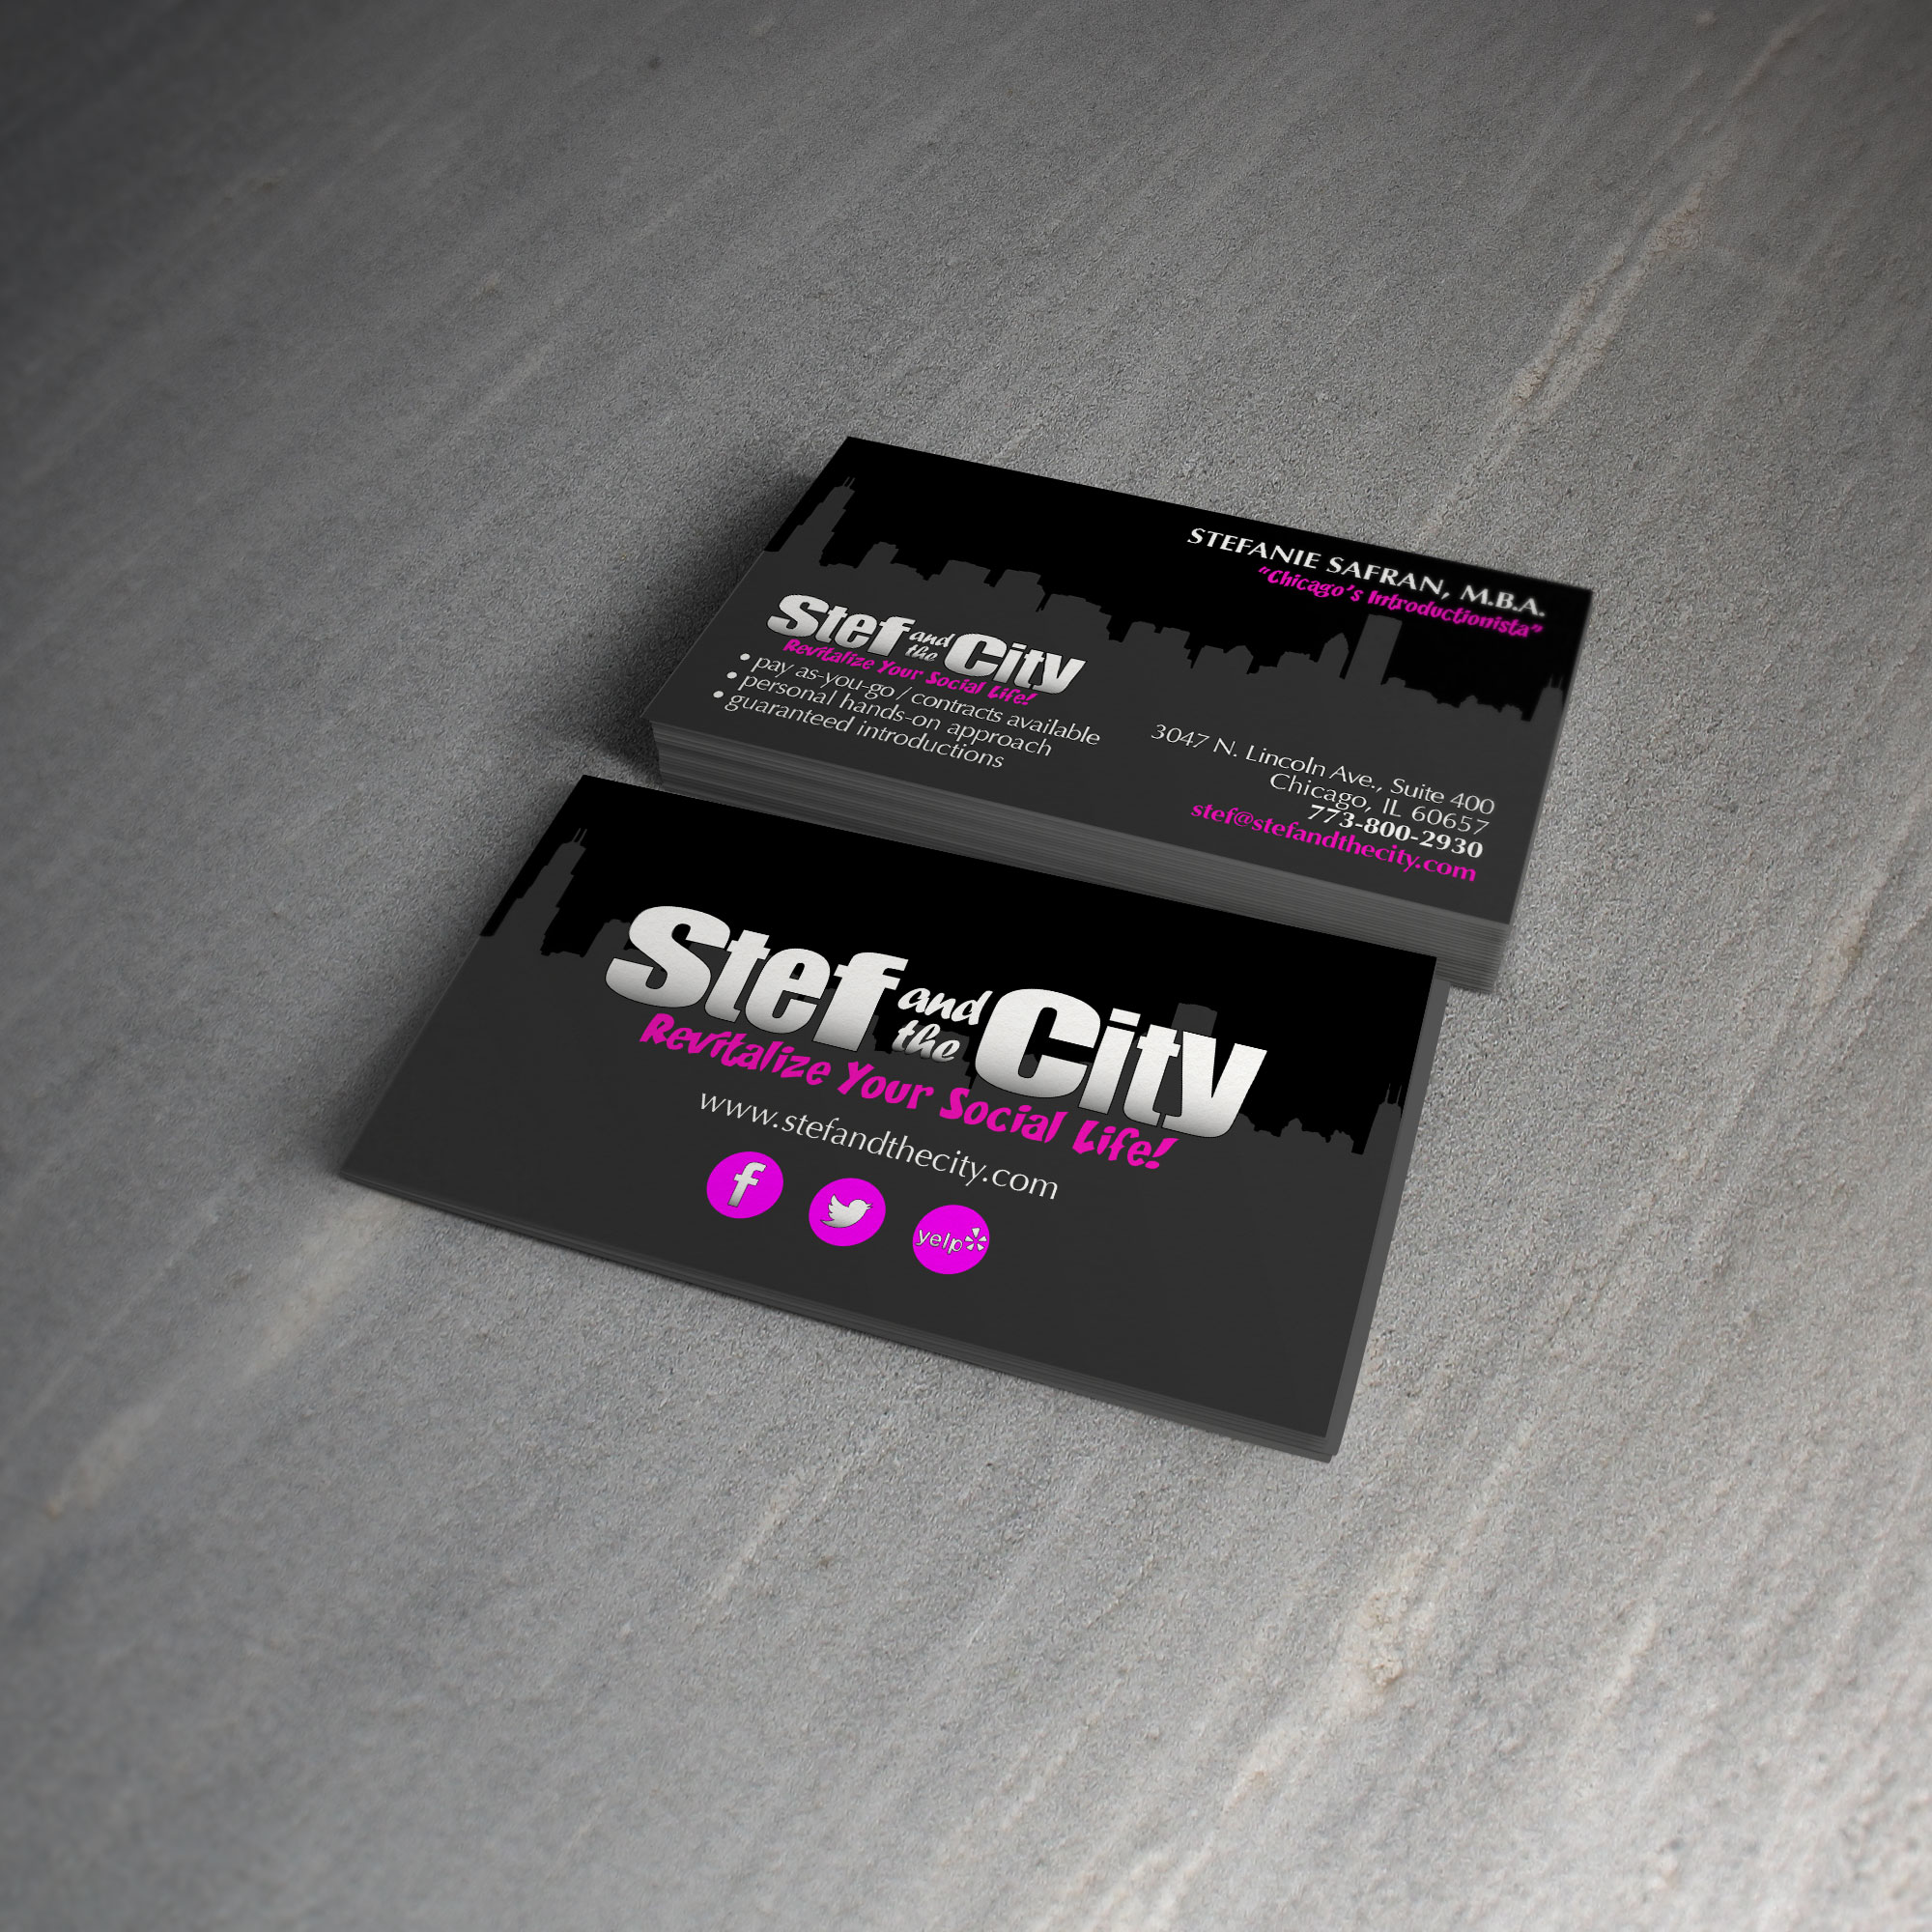 STEFANIE SAFRAN, M.B.A.
"Chicago's Introductionista"
Stef and the City
Revitalize Your Social Life!
• pay as-you-go / contracts available
• personal hands-on approach
• guaranteed introductions
3047 N. Lincoln Ave., Suite 400
Chicago, IL 60657
773-800-2930
stef@stefandthecity.com
Stef and the City
Revitalize Your Social Life!
www.stefandthecity.com
f
yelp